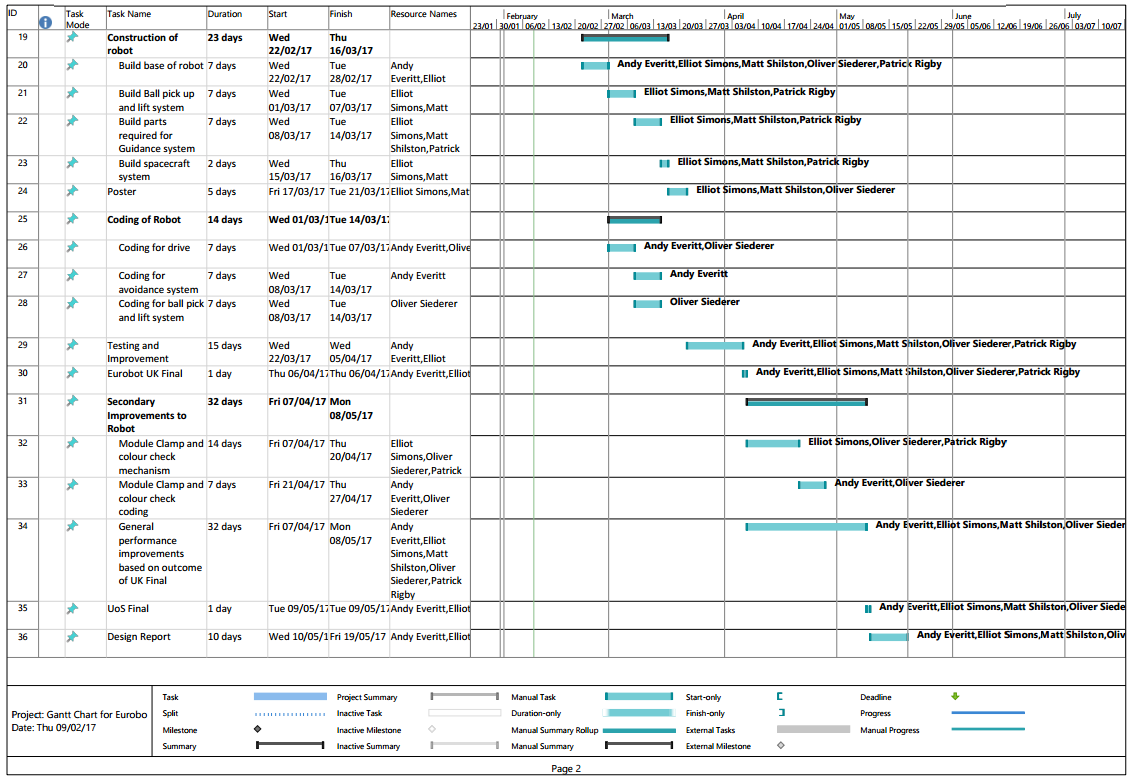 ID Task Mode Task Name Duration Start Finish Resource Names February March April May June July
23/01 30/01 06/02 13/02 20/02 27/02 06/03 13/03 20/03 27/03 03/04 10/04 17/04 24/04 01/05 08/05 15/05 22/05 29/05 05/06 12/06 19/06 26/06 03/07 10/07
19 Construction of robot 23 days Wed 22/02/17 Thu 16/03/17
20 Build base of robot 7 days Wed 22/02/17 Tue 28/02/17 Andy Everitt,Elliot Andy Everitt,Elliot Simons,Matt Shilston,Oliver Siederer,Patrick Rigby
21 Build Ball pick up and lift system 7 days Wed 01/03/17 Tue 07/03/17 Elliot Simons,Matt Elliot Simons,Matt Shilston,Patrick Rigby
22 Build parts required for Guidance system 7 days Wed 08/03/17 Tue 14/03/17 Elliot Simons,Matt Shilston,Patrick Elliot Simons,Matt Shilston,Patrick Rigby
23 Build spacecraft system 2 days Wed 15/03/17 Thu 16/03/17 Elliot Simons,Matt Elliot Simons,Matt Shilston,Patrick Rigby
24 Poster 5 days Fri 17/03/17 Tue 21/03/17 Elliot Simons,Mat Elliot Simons,Matt Shilston,Oliver Siederer
25 Coding of Robot 14 days Wed 01/03/1 Tue 14/03/17
26 Coding for drive 7 days Wed 01/03/1 Tue 07/03/17 Andy Everitt,Olive Andy Everitt,Oliver Siederer
27 Coding for avoidance system 7 days Wed 08/03/17 Tue 14/03/17 Andy Everitt Andy Everitt
28 Coding for ball pick and lift system 7 days Wed 08/03/17 Tue 14/03/17 Oliver Siederer Oliver Siederer
29 Testing and Improvement 15 days Wed 22/03/17 Wed 05/04/17 Andy Everitt,Elliot Andy Everitt,Elliot Simons,Matt Shilston,Oliver Siederer,Patrick Rigby
30 Eurobot UK Final 1 day Thu 06/04/17 Thu 06/04/17 Andy Everitt,Elliot Andy Everitt,Elliot Simons,Matt Shilston,Oliver Siederer,Patrick Rigby
31 Secondary Improvements to Robot 32 days Fri 07/04/17 Mon 08/05/17
32 Module Clamp and colour check mechanism 14 days Fri 07/04/17 Thu 20/04/17 Elliot Simons,Oliver Siederer,Patrick Elliot Simons,Oliver Siederer,Patrick Rigby
33 Module Clamp and colour check coding 7 days Fri 21/04/17 Thu 27/04/17 Andy Everitt,Oliver Siederer Andy Everitt,Oliver Siederer
34 General performance improvements based on outcome of UK Final 32 days Fri 07/04/17 Mon 08/05/17 Andy Everitt,Elliot Simons,Matt Shilston,Oliver Siederer,Patrick Rigby Andy Everitt,Elliot Simons,Matt Shilston,Oliver Sieder
35 UoS Final 1 day Tue 09/05/17 Tue 09/05/17 Andy Everitt,Elliot Andy Everitt,Elliot Simons,Matt Shilston,Oliver Siede
36 Design Report 10 days Wed 10/05/1 Fri 19/05/17 Andy Everitt,Elliot Andy Everitt,Elliot Simons,Matt Shilston,Oliv
Project: Gantt Chart for Eurobo
Date: Thu 09/02/17
Task Project Summary Manual Task Start-only Deadline
Split Inactive Task Duration-only Finish-only Progress
Milestone Inactive Milestone Manual Summary Rollup External Tasks Manual Progress
Summary Inactive Summary Manual Summary External Milestone
Page 2